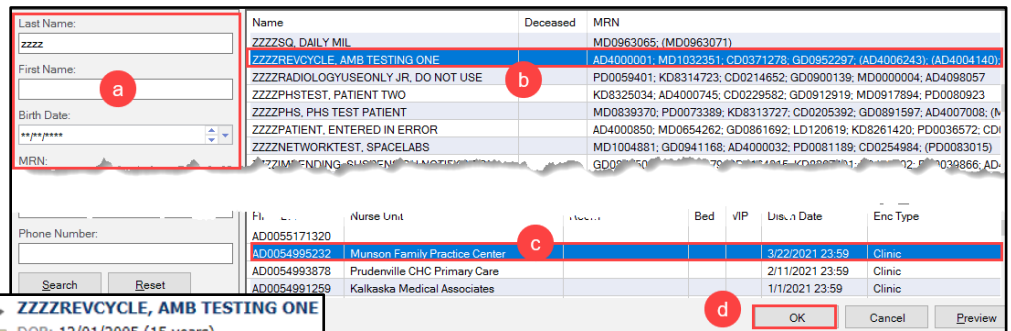 Last Name:
zzzz
First Name:
Birth Date:
**/**/****
MRN:
a
Name Deceased MRN
ZZZZSQ, DAILY MIL MD0963065; (MD0963071)
ZZZZREVCYCLE, AMB TESTING ONE AD4000001; MD1032351; CD0371278; GD0952297; (AD4006243); (AD4004140);
b
ZZZZRADIOLOGYUSEONLY JR, DO NOT USE PD0059401; KD8314723; CD0214652; GD0900139; MD0000004; AD4098057
ZZZZPHSTEST, PATIENT TWO KD8325034; AD4000745; CD0229582; GD0912919; MD0917894; PD0080923
ZZZZPHS, PHS TEST PATIENT MD0839370; PD0073389; KD8313727; CD0205392; GD0891597; AD4007008; (M
ZZZZPATIENT, ENTERED IN ERROR AD4000850; MD0654262; GD0861692; LD120619; KD8261420; PD0036572; CD
ZZZZNETWORKTEST, SPACELABS MD1004881; GD0941168; AD4000032; PD0081189; CD0254984; (PD0083015)
Phone Number:
Search Reset
Nurse Unit Bed VIP Disch Date Enc Type
AD0055171320
c
AD0054995232 Munson Family Practice Center 3/22/2021 23:59 Clinic
AD0054993878 Prudenville CHC Primary Care 2/11/2021 23:59 Clinic
AD0054991259 Kalkaska Medical Associates 1/1/2021 23:59 Clinic
d
OK Cancel Preview
ZZZZREVCYCLE, AMB TESTING ONE
DOB: 12/01/2005 (15 years)